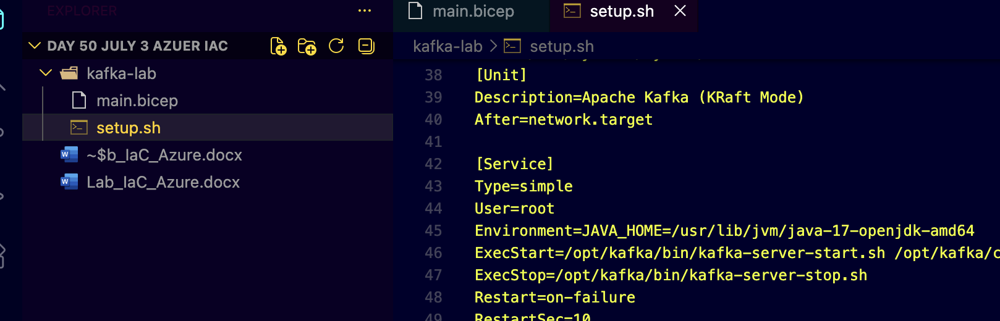 EXPLORER
DAY 50 JULY 3 AZUER IAC
kafka-lab
main.bicep
setup.sh
~$b_IaC_Azure.docx
Lab_IaC_Azure.docx
main.bicep
setup.sh
kafka-lab > setup.sh
38 [Unit]
39 Description=Apache Kafka (KRaft Mode)
40 After=network.target
41
42 [Service]
43 Type=simple
44 User=root
45 Environment=JAVA_HOME=/usr/lib/jvm/java-17-openjdk-amd64
46 ExecStart=/opt/kafka/bin/kafka-server-start.sh /opt/kafka/c
47 ExecStop=/opt/kafka/bin/kafka-server-stop.sh
48 Restart=on-failure
49 RestartSec=10